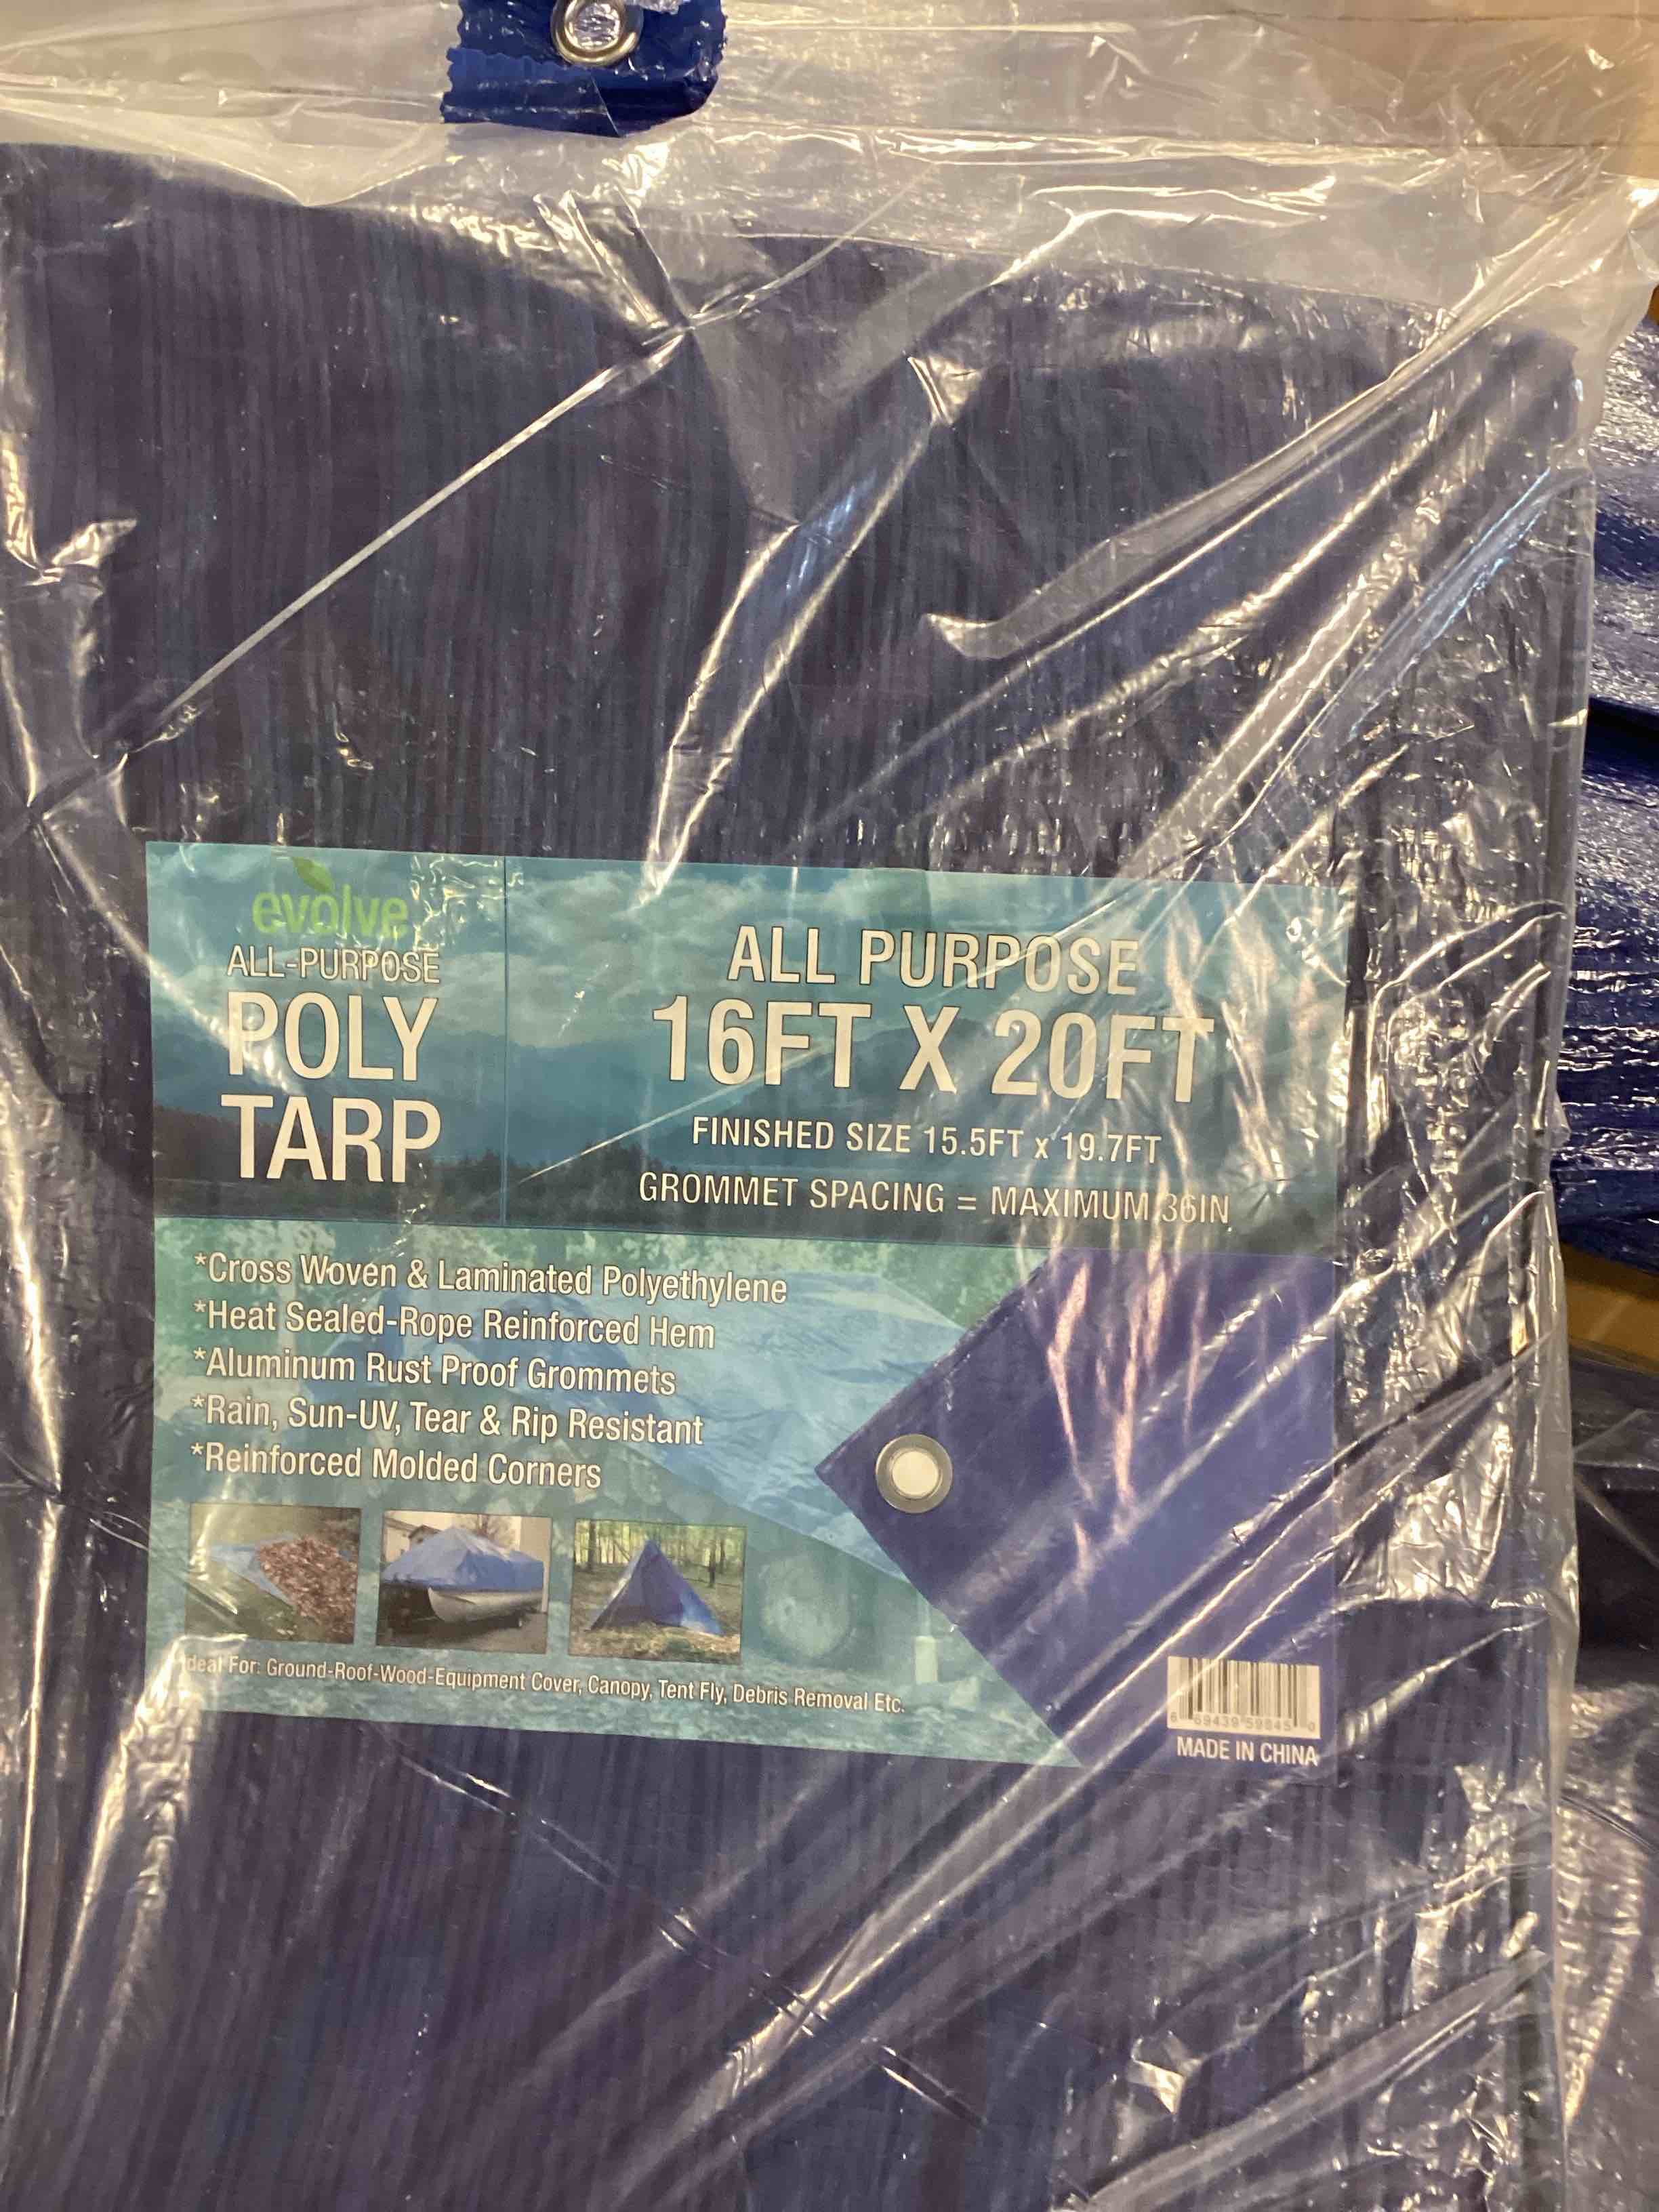 evolve
ALL-PURPOSE
POLY
TARP
ALL PURPOSE
16FT X 20FT
FINISHED SIZE 15.5FT x 19.7FT
GROMMET SPACING = MAXIMUM 36IN
*Cross Woven & Laminated Polyethylene
*Heat Sealed-Rope Reinforced Hem
*Aluminum Rust Proof Grommets
*Rain, Sun-UV, Tear & Rip Resistant
*Reinforced Molded Corners
Ideal For: Ground-Roof-Wood-Equipment Cover, Canopy, Tent Fly, Debris Removal Etc.
MADE IN CHINA